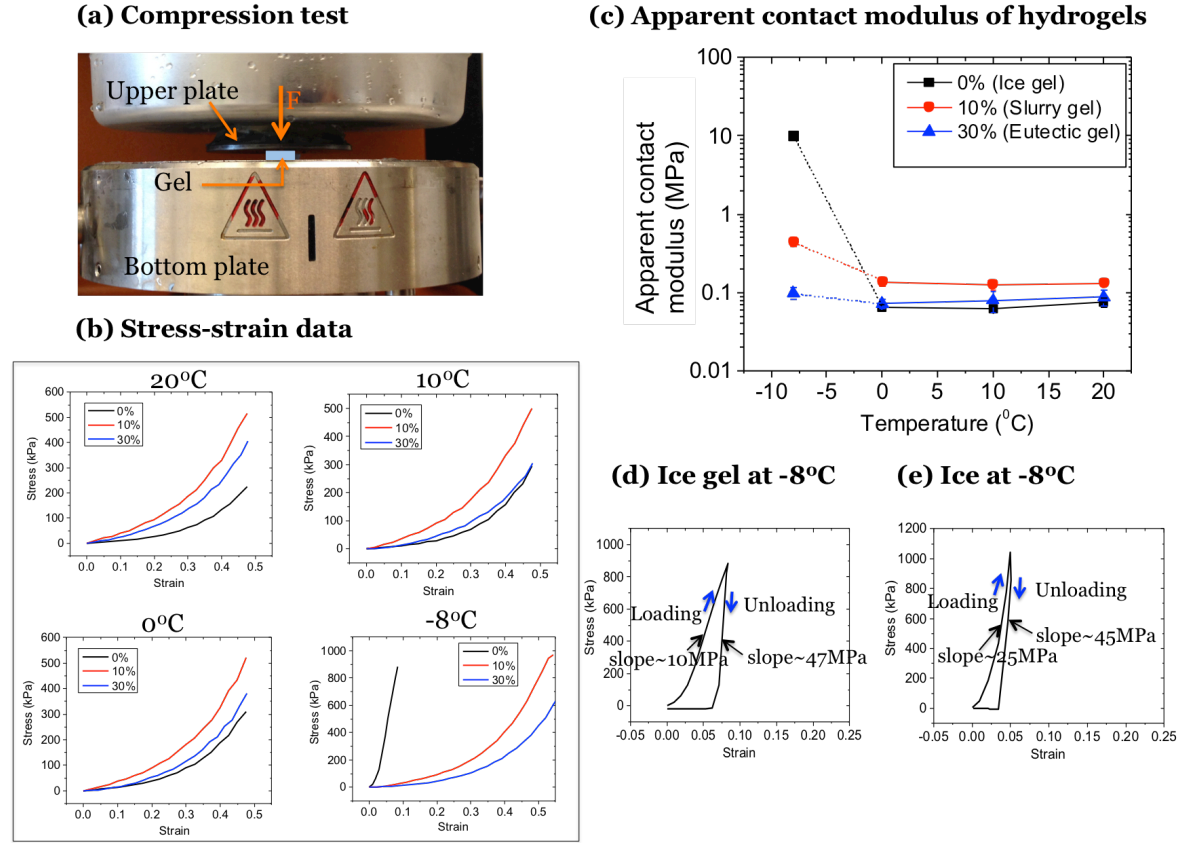 (a) Compression test
Upper plate
F
Gel
Bottom plate
(b) Stress-strain data
20ºC
600
500
400
300
200
100
0
Stress (kPa)
0%
10%
30%
0.0 0.1 0.2 0.3 0.4 0.5
Strain
10ºC
500
400
300
200
100
0
Stress (kPa)
0%
10%
30%
0.0 0.1 0.2 0.3 0.4 0.5
Strain
0ºC
600
500
400
300
200
100
0
Stress (kPa)
0%
10%
30%
0.0 0.1 0.2 0.3 0.4 0.5
Strain
-8ºC
1000
800
600
400
200
0
Stress (kPa)
0%
10%
30%
0.0 0.1 0.2 0.3 0.4 0.5
Strain
(c) Apparent contact modulus of hydrogels
100
10
1
0.1
0.01
Apparent contact
modulus (MPa)
0% (Ice gel)
10% (Slurry gel)
30% (Eutectic gel)
-10 -5 0 5 10 15 20
Temperature (⁰C)
(d) Ice gel at -8ºC
1000
800
600
400
200
0
Stress (kPa)
Loading
Unloading
slope~10MPa
slope~47MPa
-0.05 0.00 0.05 0.10 0.15 0.20 0.25
Strain
(e) Ice at -8ºC
1200
1000
800
600
400
200
0
Stress (kPa)
Loading
Unloading
slope~45MPa
slope~25MPa
-0.05 0.00 0.05 0.10 0.15 0.20 0.25
Strain